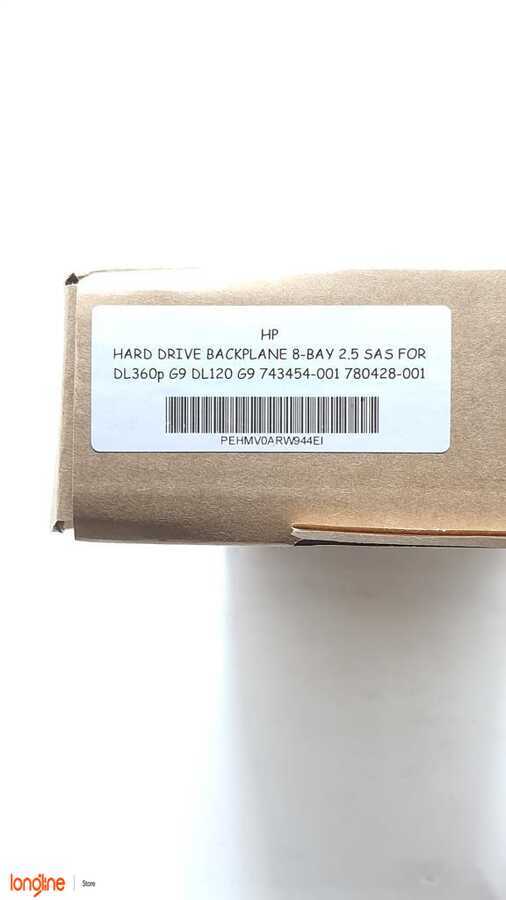 HP
HARD DRIVE BACKPLANE 8-BAY 2.5 SAS FOR
DL360p G9 DL120 G9 743454-001 780428-001
PEHMV0ARW944EI
longline Store